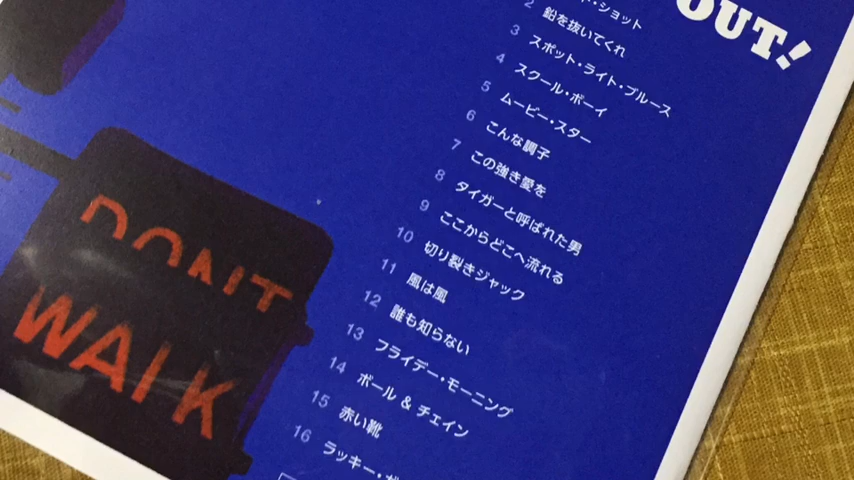 OUT!
ショット
2 鉛を抜いてくれ
3 スポット・ライト・ブルース
4 スクール・ボーイ
5 ムービー・スター
6 こんな調子
7 この強き愛を
8 タイガーと呼ばれた男
9 ここからどこへ流れる
10 切り裂きジャック
11 風は風
12 誰も知らない
13 フライデー・モーニング
14 ボール & チェイン
15 赤い靴
16 ラッキー・
DONT
WALK